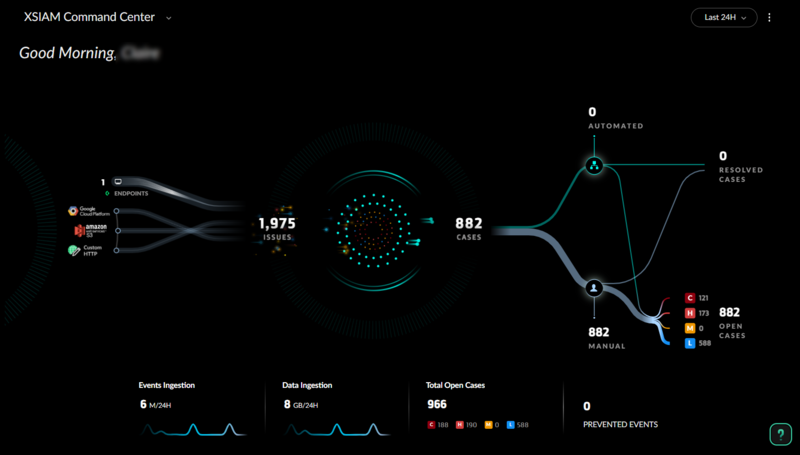 XSIAM Command Center
Last 24H
Good Morning,
0
AUTOMATED
0
RESOLVED
CASES
1
ENDPOINTS
Google
Cloud Platform
amazon
S3
Custom
HTTP
1,975
ISSUES
882
CASES
882
MANUAL
C 121
H 173
M 0
L 588
882
OPEN
CASES
Events Ingestion
6 M/24H
Data Ingestion
8 GB/24H
Total Open Cases
966
C 188 H 190 M 0 L 588
0
PREVENTED EVENTS
?